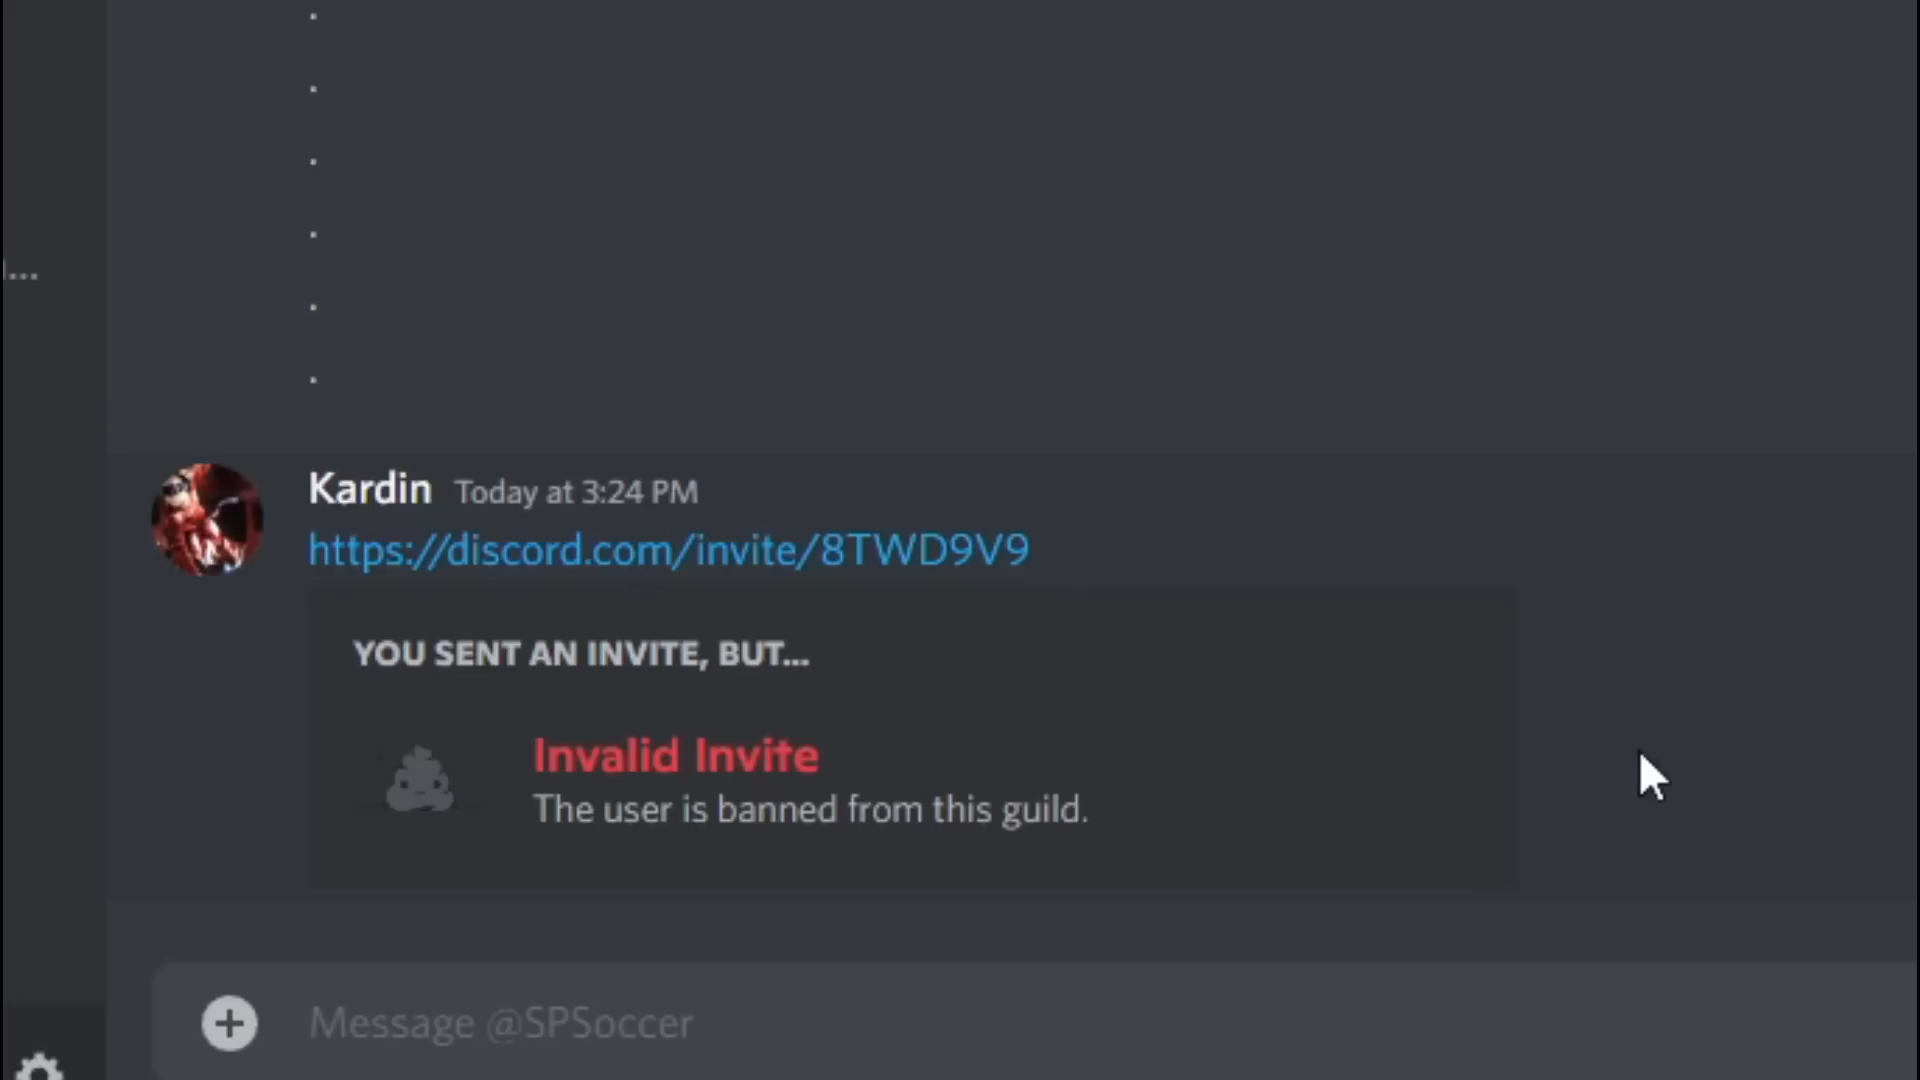 .
.
.
.
.
.
...
Kardin Today at 3:24 PM
https://discord.com/invite/8TWD9V9
YOU SENT AN INVITE, BUT...
Invalid Invite
The user is banned from this guild.
Message @SPSoccer